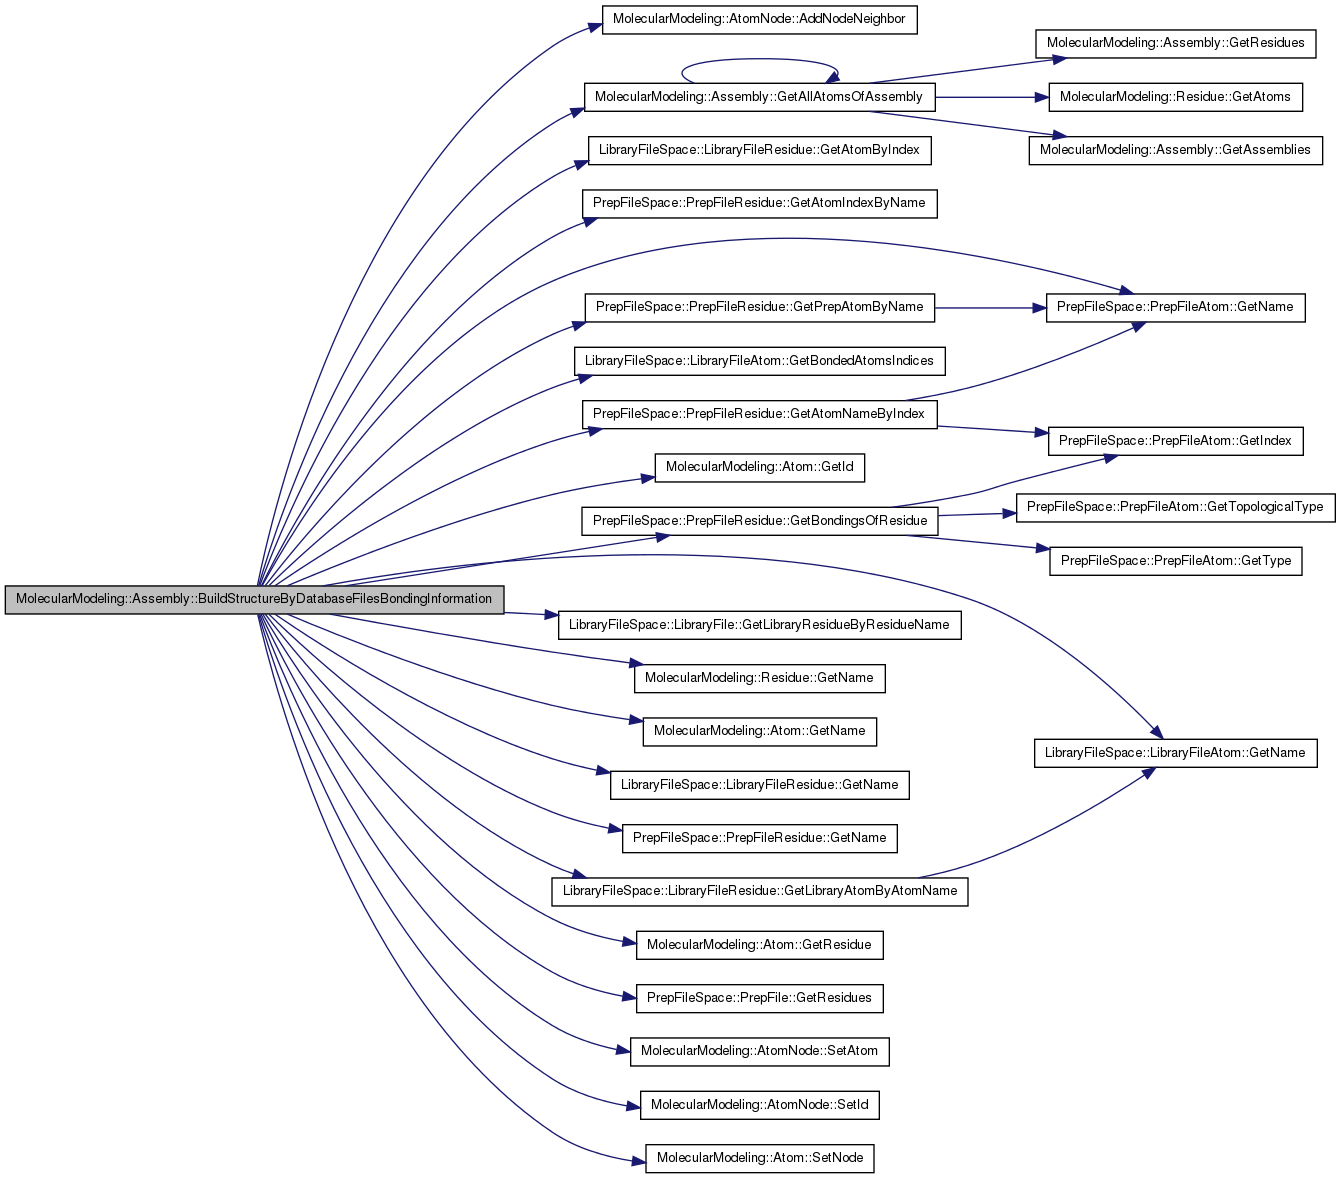 MolecularModeling::AtomNode::AddNodeNeighbor
MolecularModeling::Assembly::GetResidues
MolecularModeling::Assembly::GetAllAtomsOfAssembly
MolecularModeling::Residue::GetAtoms
LibraryFileSpace::LibraryFileResidue::GetAtomByIndex
MolecularModeling::Assembly::GetAssemblies
PrepFileSpace::PrepFileResidue::GetAtomIndexByName
PrepFileSpace::PrepFileResidue::GetPrepAtomByName
PrepFileSpace::PrepFileAtom::GetName
LibraryFileSpace::LibraryFileAtom::GetBondedAtomsIndices
PrepFileSpace::PrepFileResidue::GetAtomNameByIndex
PrepFileSpace::PrepFileAtom::GetIndex
MolecularModeling::Atom::GetId
PrepFileSpace::PrepFileAtom::GetTopologicalType
PrepFileSpace::PrepFileResidue::GetBondingsOfResidue
PrepFileSpace::PrepFileAtom::GetType
MolecularModeling::Assembly::BuildStructureByDatabaseFilesBondingInformation
LibraryFileSpace::LibraryFile::GetLibraryResidueByResidueName
MolecularModeling::Residue::GetName
MolecularModeling::Atom::GetName
LibraryFileSpace::LibraryFileAtom::GetName
LibraryFileSpace::LibraryFileResidue::GetName
PrepFileSpace::PrepFileResidue::GetName
LibraryFileSpace::LibraryFileResidue::GetLibraryAtomByAtomName
MolecularModeling::Atom::GetResidue
PrepFileSpace::PrepFile::GetResidues
MolecularModeling::AtomNode::SetAtom
MolecularModeling::AtomNode::SetId
MolecularModeling::Atom::SetNode